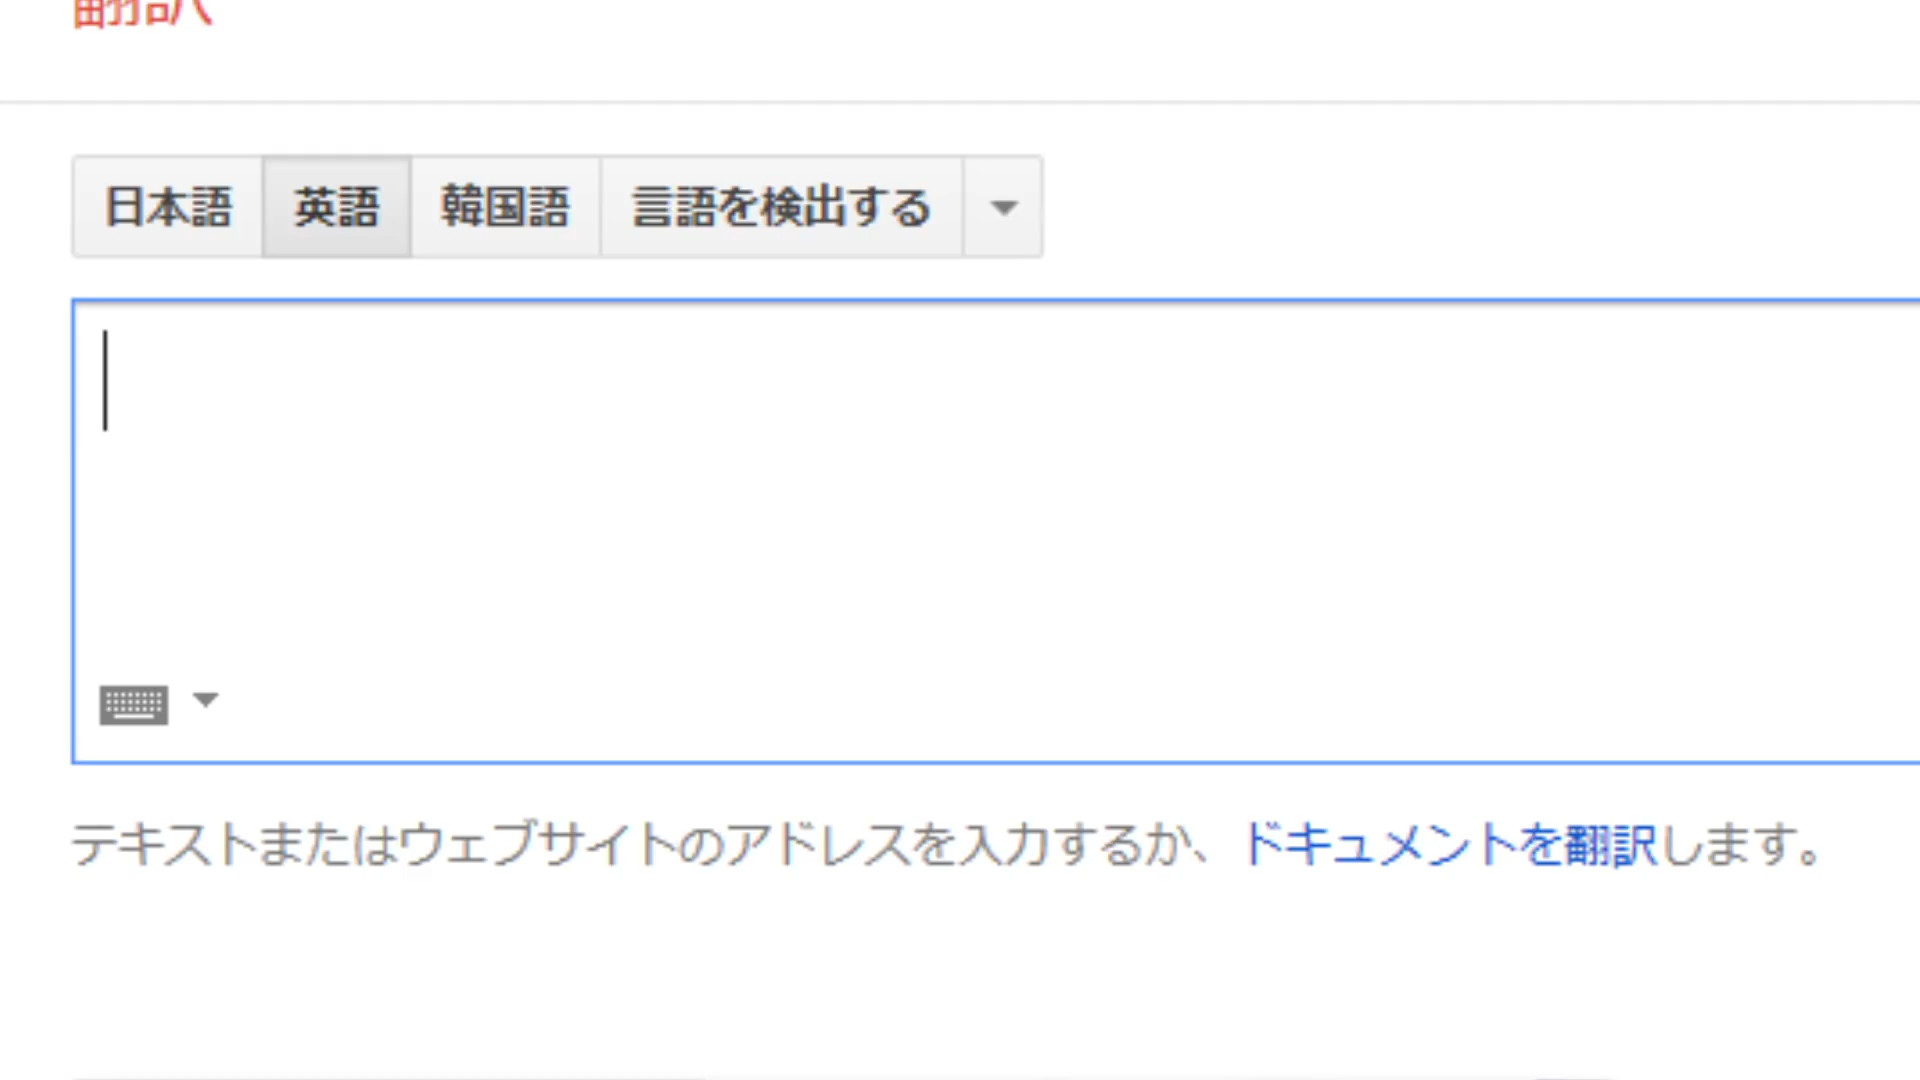 翻訳
日本語 英語 韓国語 言語を検出する
テキストまたはウェブサイトのアドレスを入力するか、ドキュメントを翻訳します。